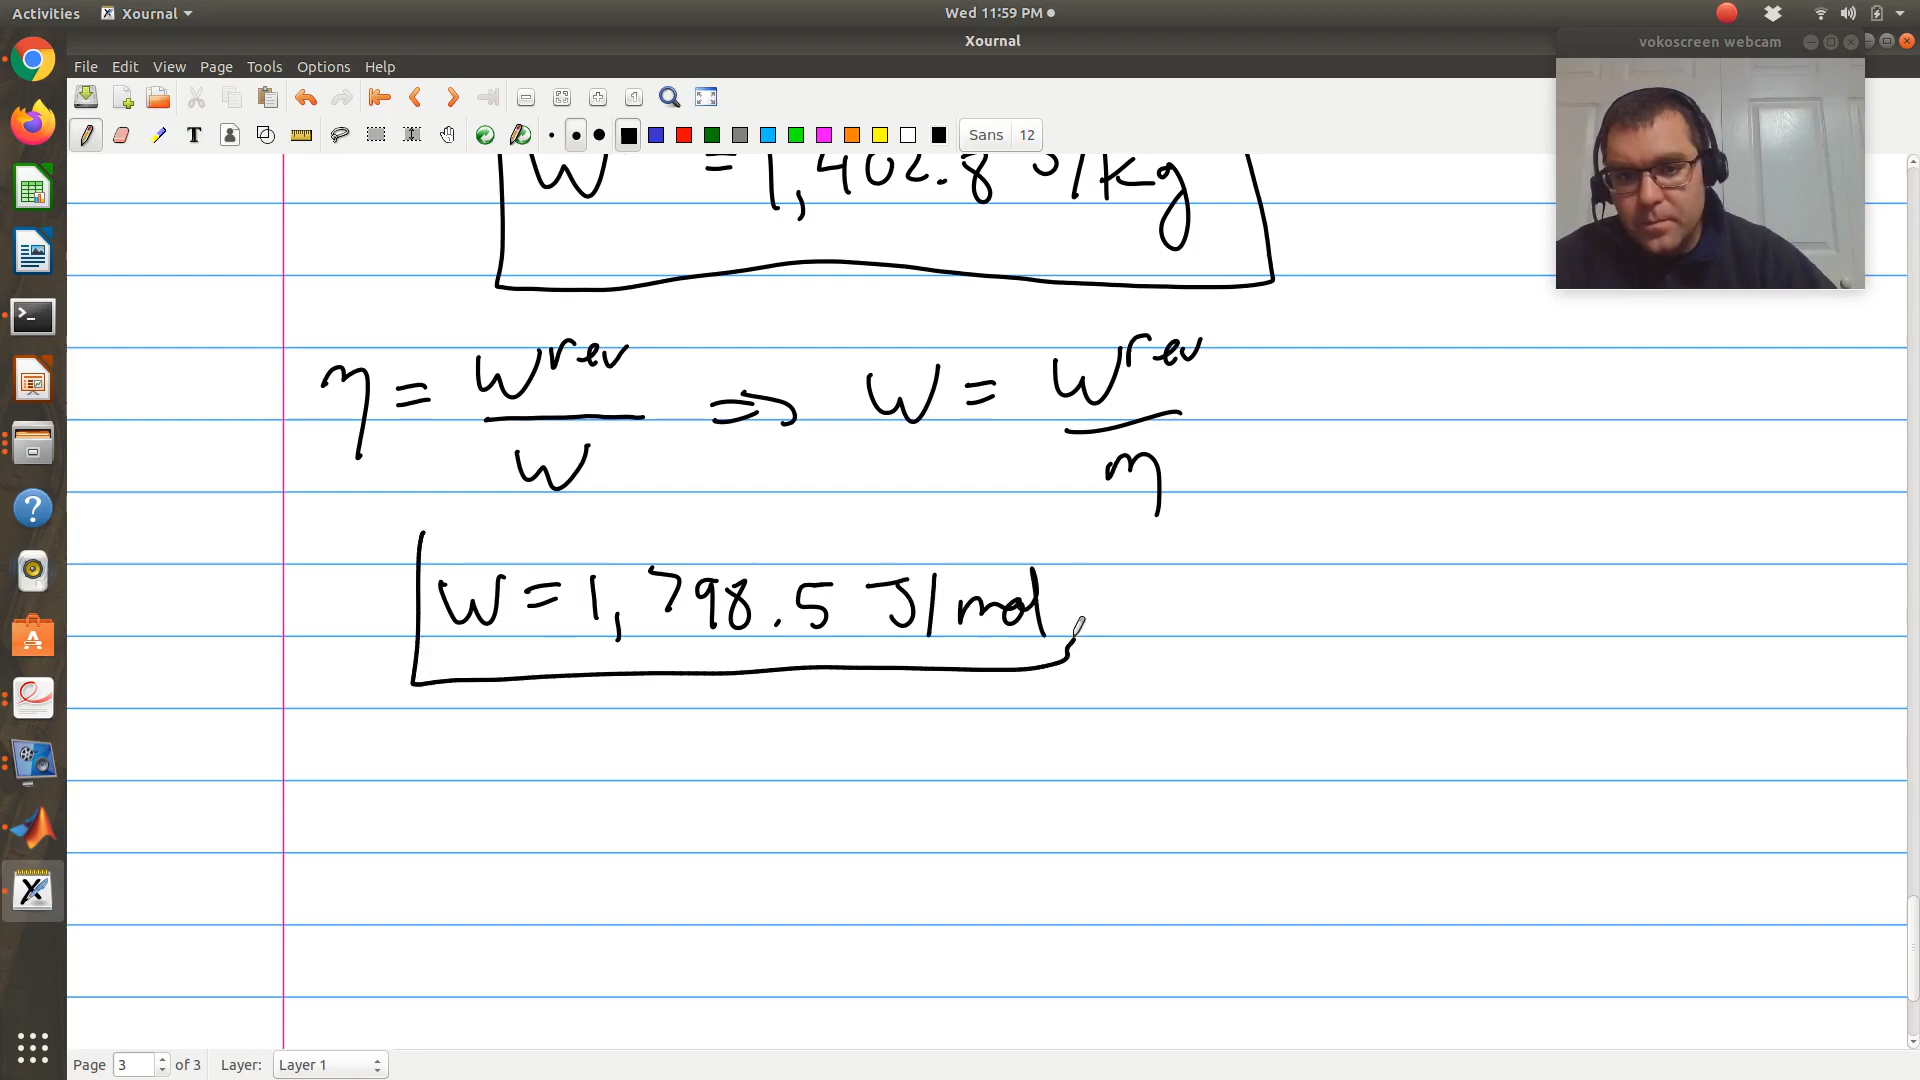 Activities Xournal Wed 11:59 PM
Xournal
vokoscreen webcam
File Edit View Page Tools Options Help
Sans 12
W = 1,402.8 J/kg
η = W^rev / W ⇒ W = W^rev / η
W = 1,798.5 J/mol
Page 3 of 3 Layer: Layer 1